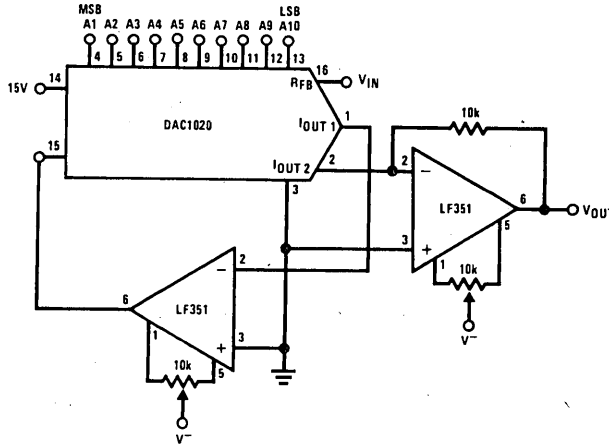 MSB LSB
A1 A2 A3 A4 A5 A6 A7 A8 A9 A10
4 5 6 7 8 9 10 11 12 13
15V 14 RFB 16 VIN
DAC1020
15 IOUT 1 1
IOUT 2 2
3
10k
2 −
LF351 6 VOUT
3 + 5
1 10k
V−
− 2
6 LF351
1 + 3
10k 5
V−